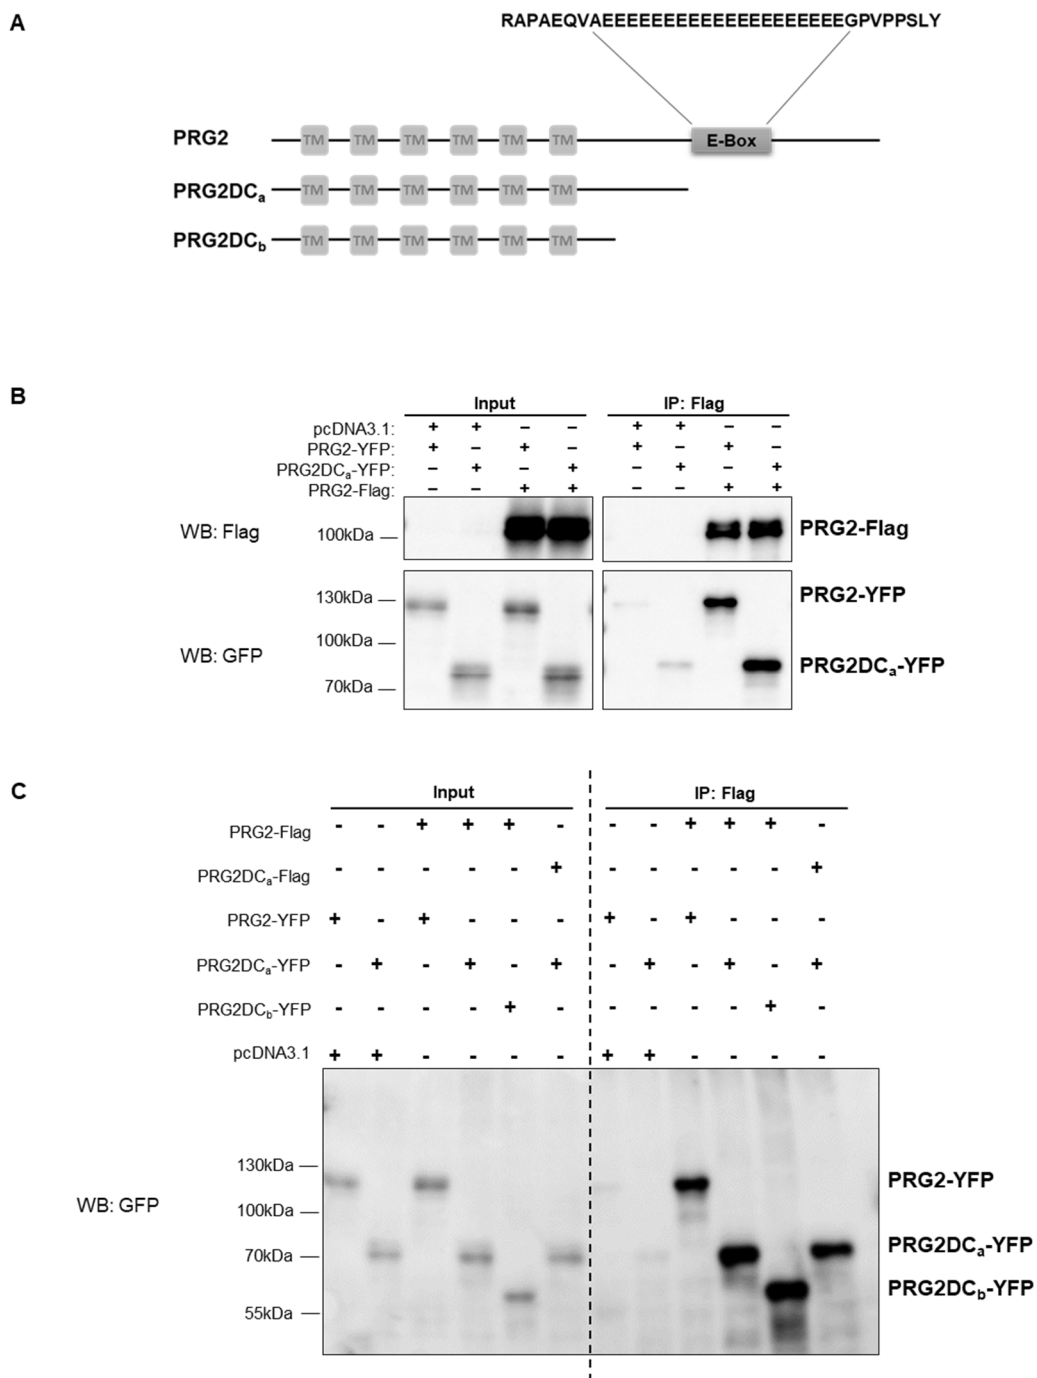 A
RAPAEQVAEEEEEEEEEEEEEEEEEEEEGPVPPSLY
PRG2 TM TM TM TM TM TM E-Box
PRG2DCa TM TM TM TM TM TM
PRG2DCb TM TM TM TM TM TM
B
Input IP: Flag
pcDNA3.1: + + – – + + – –
PRG2-YFP: + – + – + – + –
PRG2DCa-YFP: – + – + – + – +
PRG2-Flag: – – + + – – + +
WB: Flag 100kDa PRG2-Flag
130kDa PRG2-YFP
100kDa
WB: GFP PRG2DCa-YFP
70kDa
C
Input IP: Flag
PRG2-Flag - - + + + - - - + + + -
PRG2DCa-Flag - - - - - + - - - - - +
PRG2-YFP + - + - - - + - + - - -
PRG2DCa-YFP - + - + - + - + - + - +
PRG2DCb-YFP - - - - + - - - - - + -
pcDNA3.1 + + - - - - + + - - - -
130kDa
PRG2-YFP
WB: GFP
100kDa
PRG2DCa-YFP
70kDa
PRG2DCb-YFP
55kDa